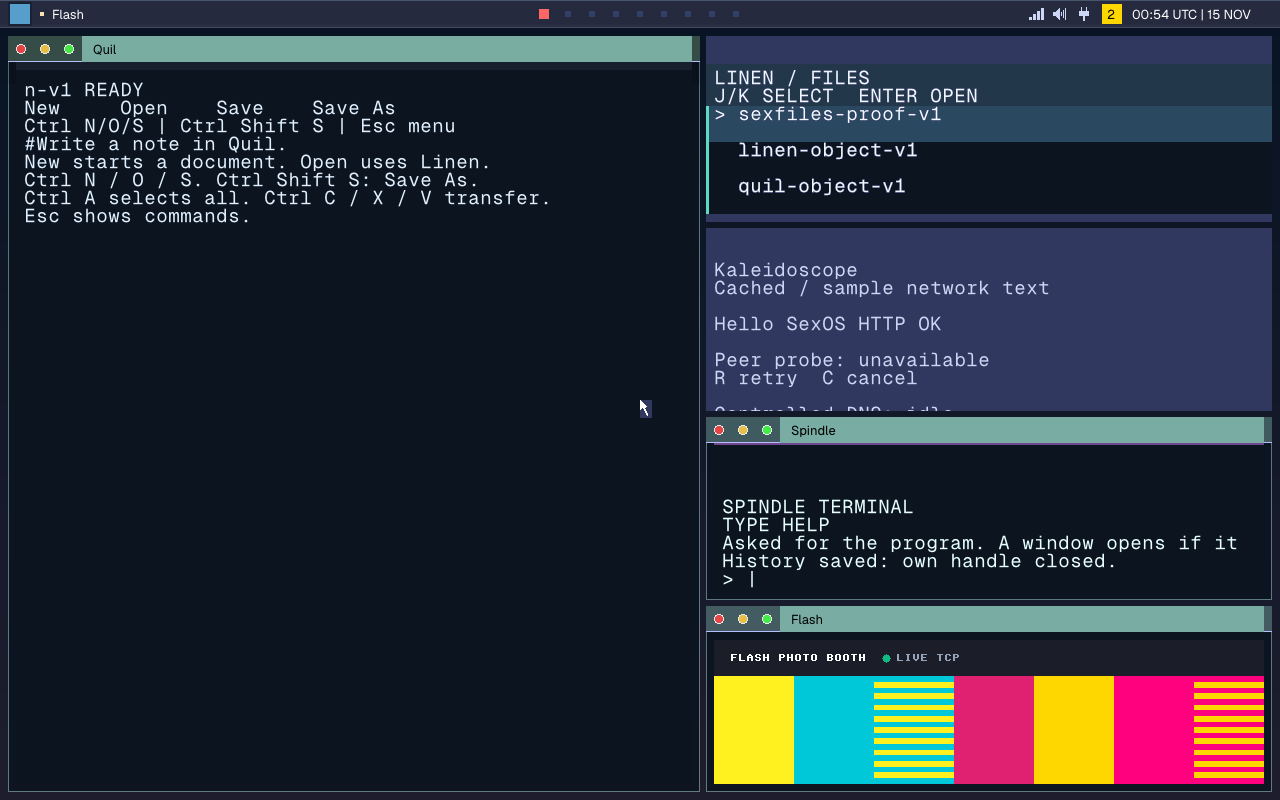 Flash
2
00:54 UTC | 15 NOV
Quil
n-v1 READY
New     Open    Save    Save As
Ctrl N/O/S | Ctrl Shift S | Esc menu
#Write a note in Quil.
New starts a document. Open uses Linen.
Ctrl N / O / S. Ctrl Shift S: Save As.
Ctrl A selects all. Ctrl C / X / V transfer.
Esc shows commands.
LINEN / FILES
J/K SELECT  ENTER OPEN
> sexfiles-proof-v1
linen-object-v1
quil-object-v1
Kaleidoscope
Cached / sample network text
Hello SexOS HTTP OK
Peer probe: unavailable
R retry  C cancel
Spindle
SPINDLE TERMINAL
TYPE HELP
Asked for the program. A window opens if it
History saved: own handle closed.
> |
Flash
FLASH PHOTO BOOTH
LIVE TCP